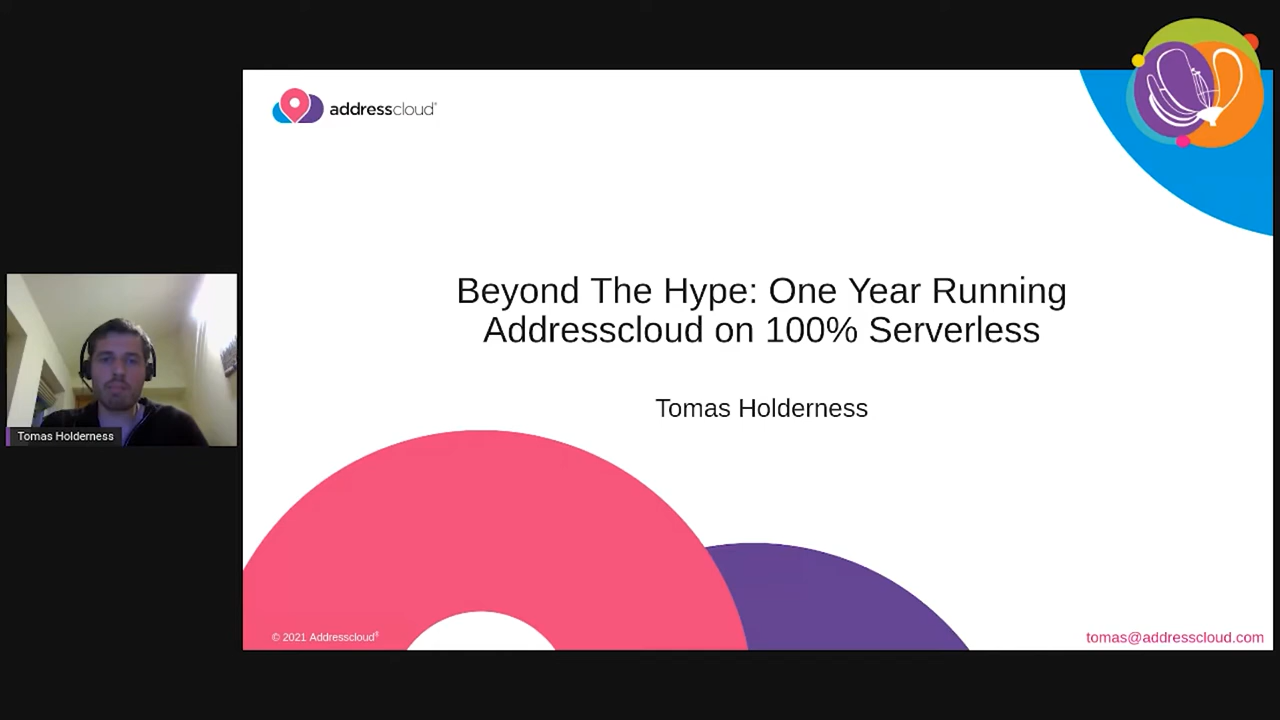 addresscloud®
Beyond The Hype: One Year Running
Addresscloud on 100% Serverless
Tomas Holderness
Tomas Holderness
© 2021 Addresscloud®
tomas@addresscloud.com